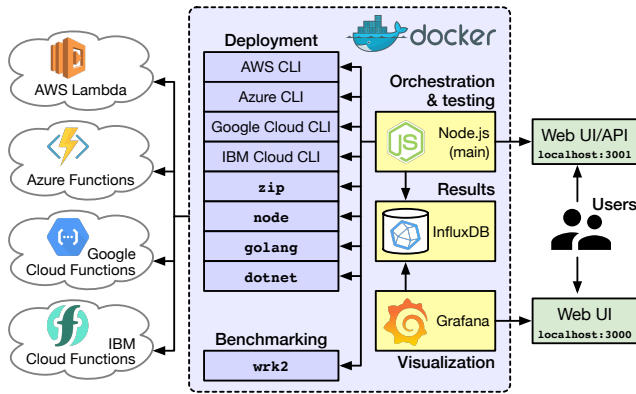 AWS Lambda
Azure Functions
Google
Cloud Functions
IBM
Cloud Functions
docker
Deployment
AWS CLI
Azure CLI
Google Cloud CLI
IBM Cloud CLI
zip
node
golang
dotnet
Benchmarking
wrk2
Orchestration
& testing
JS
Node.js
(main)
Results
InfluxDB
Grafana
Visualization
Web UI/API
localhost:3001
Users
Web UI
localhost:3000